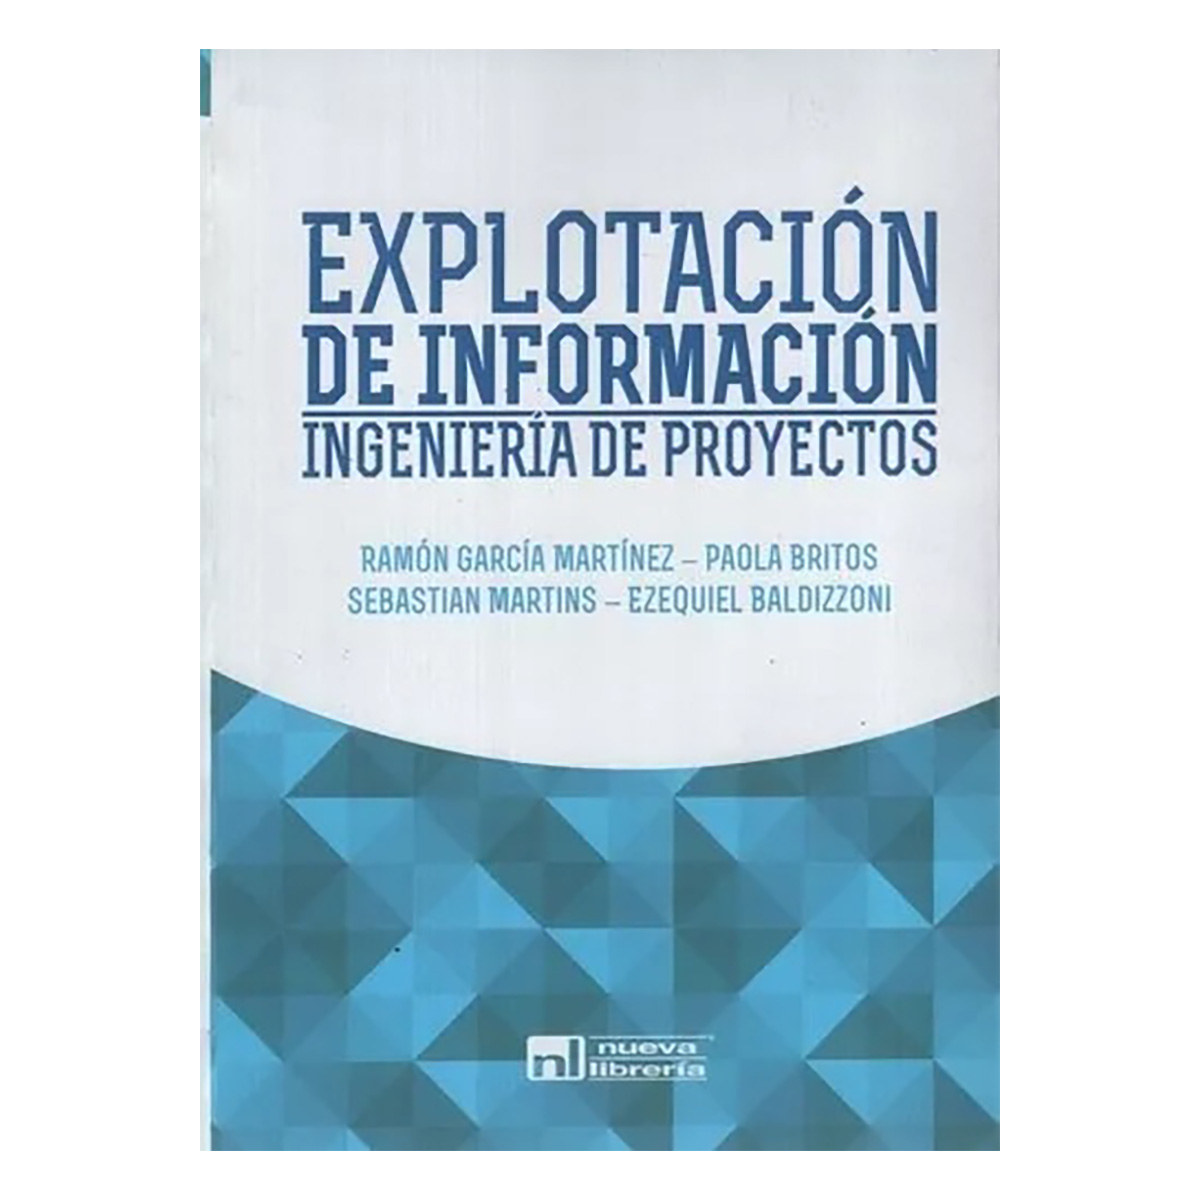 EXPLOTACIÓN
DE INFORMACIÓN
INGENIERÍA DE PROYECTOS
RAMÓN GARCÍA MARTÍNEZ – PAOLA BRITOS
SEBASTIAN MARTINS – EZEQUIEL BALDIZZONI
nl nueva
librería